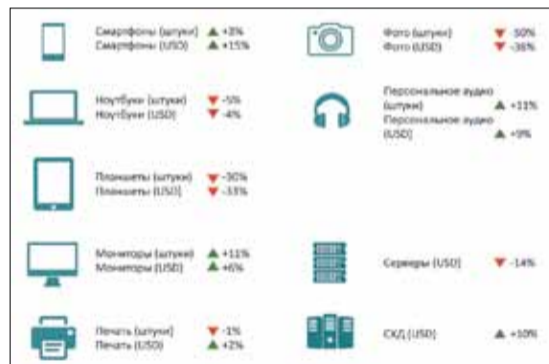 Смартфоны (штуки) ▲ +3%
Смартфоны (USD) ▲ +15%
Ноутбуки (штуки) ▼ -5%
Ноутбуки (USD) ▼ -4%
Планшеты (штуки) ▼ -30%
Планшеты (USD) ▼ -33%
Мониторы (штуки) ▲ +11%
Мониторы (USD) ▲ +6%
Печать (штуки) ▼ -1%
Печать (USD) ▲ +2%
Фото (штуки) ▼ -50%
Фото (USD) ▼ -36%
Персональное аудио
(штуки) ▲ +11%
Персональное аудио
(USD) ▲ +9%
Серверы (USD) ▼ -14%
СХД (USD) ▲ +10%